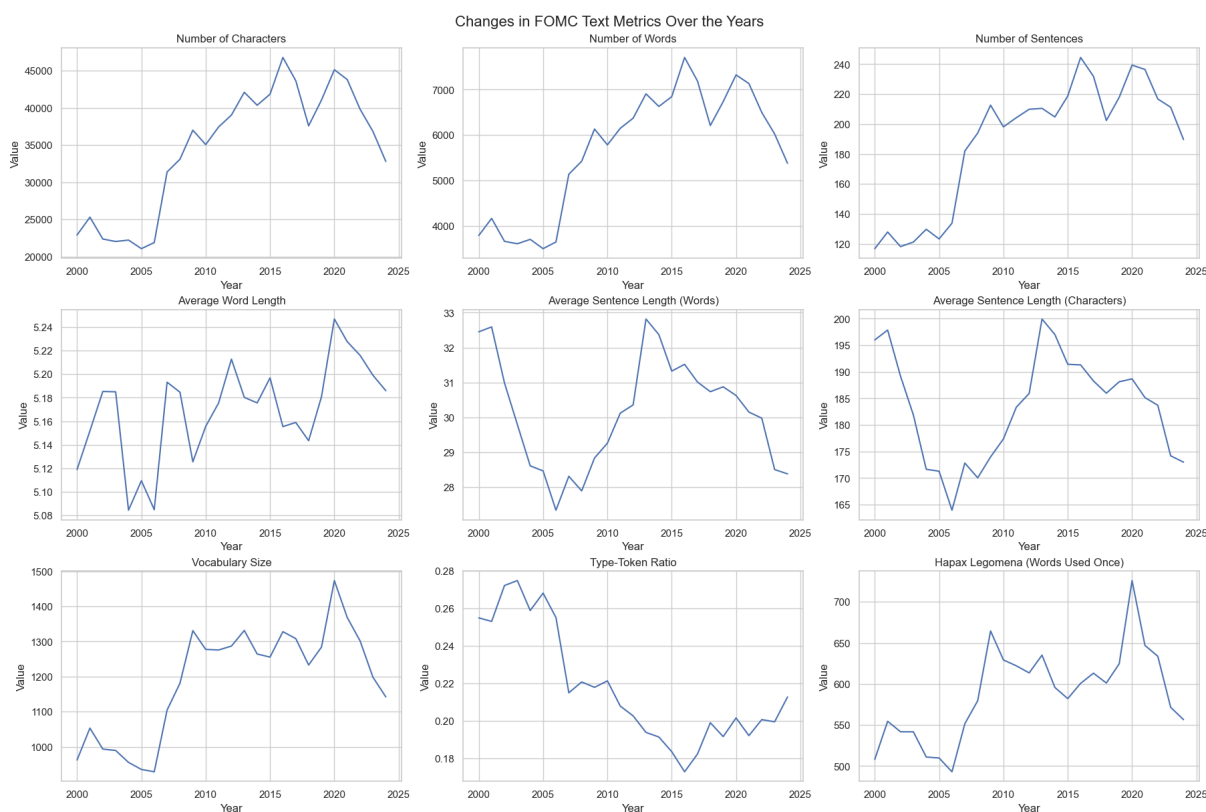 Changes in FOMC Text Metrics Over the Years
Number of Characters
45000
40000
35000
30000
25000
20000
Value
2000 2005 2010 2015 2020 2025
Year
Number of Words
7000
6000
5000
4000
Value
2000 2005 2010 2015 2020 2025
Year
Number of Sentences
240
220
200
180
160
140
120
Value
2000 2005 2010 2015 2020 2025
Year
Average Word Length
5.24
5.22
5.20
5.18
5.16
5.14
5.12
5.10
5.08
Value
2000 2005 2010 2015 2020 2025
Year
Average Sentence Length (Words)
33
32
31
30
29
28
Value
2000 2005 2010 2015 2020 2025
Year
Average Sentence Length (Characters)
200
195
190
185
180
175
170
165
Value
2000 2005 2010 2015 2020 2025
Year
Vocabulary Size
1500
1400
1300
1200
1100
1000
Value
2000 2005 2010 2015 2020 2025
Year
Type-Token Ratio
0.28
0.26
0.24
0.22
0.20
0.18
Value
2000 2005 2010 2015 2020 2025
Year
Hapax Legomena (Words Used Once)
700
650
600
550
500
Value
2000 2005 2010 2015 2020 2025
Year